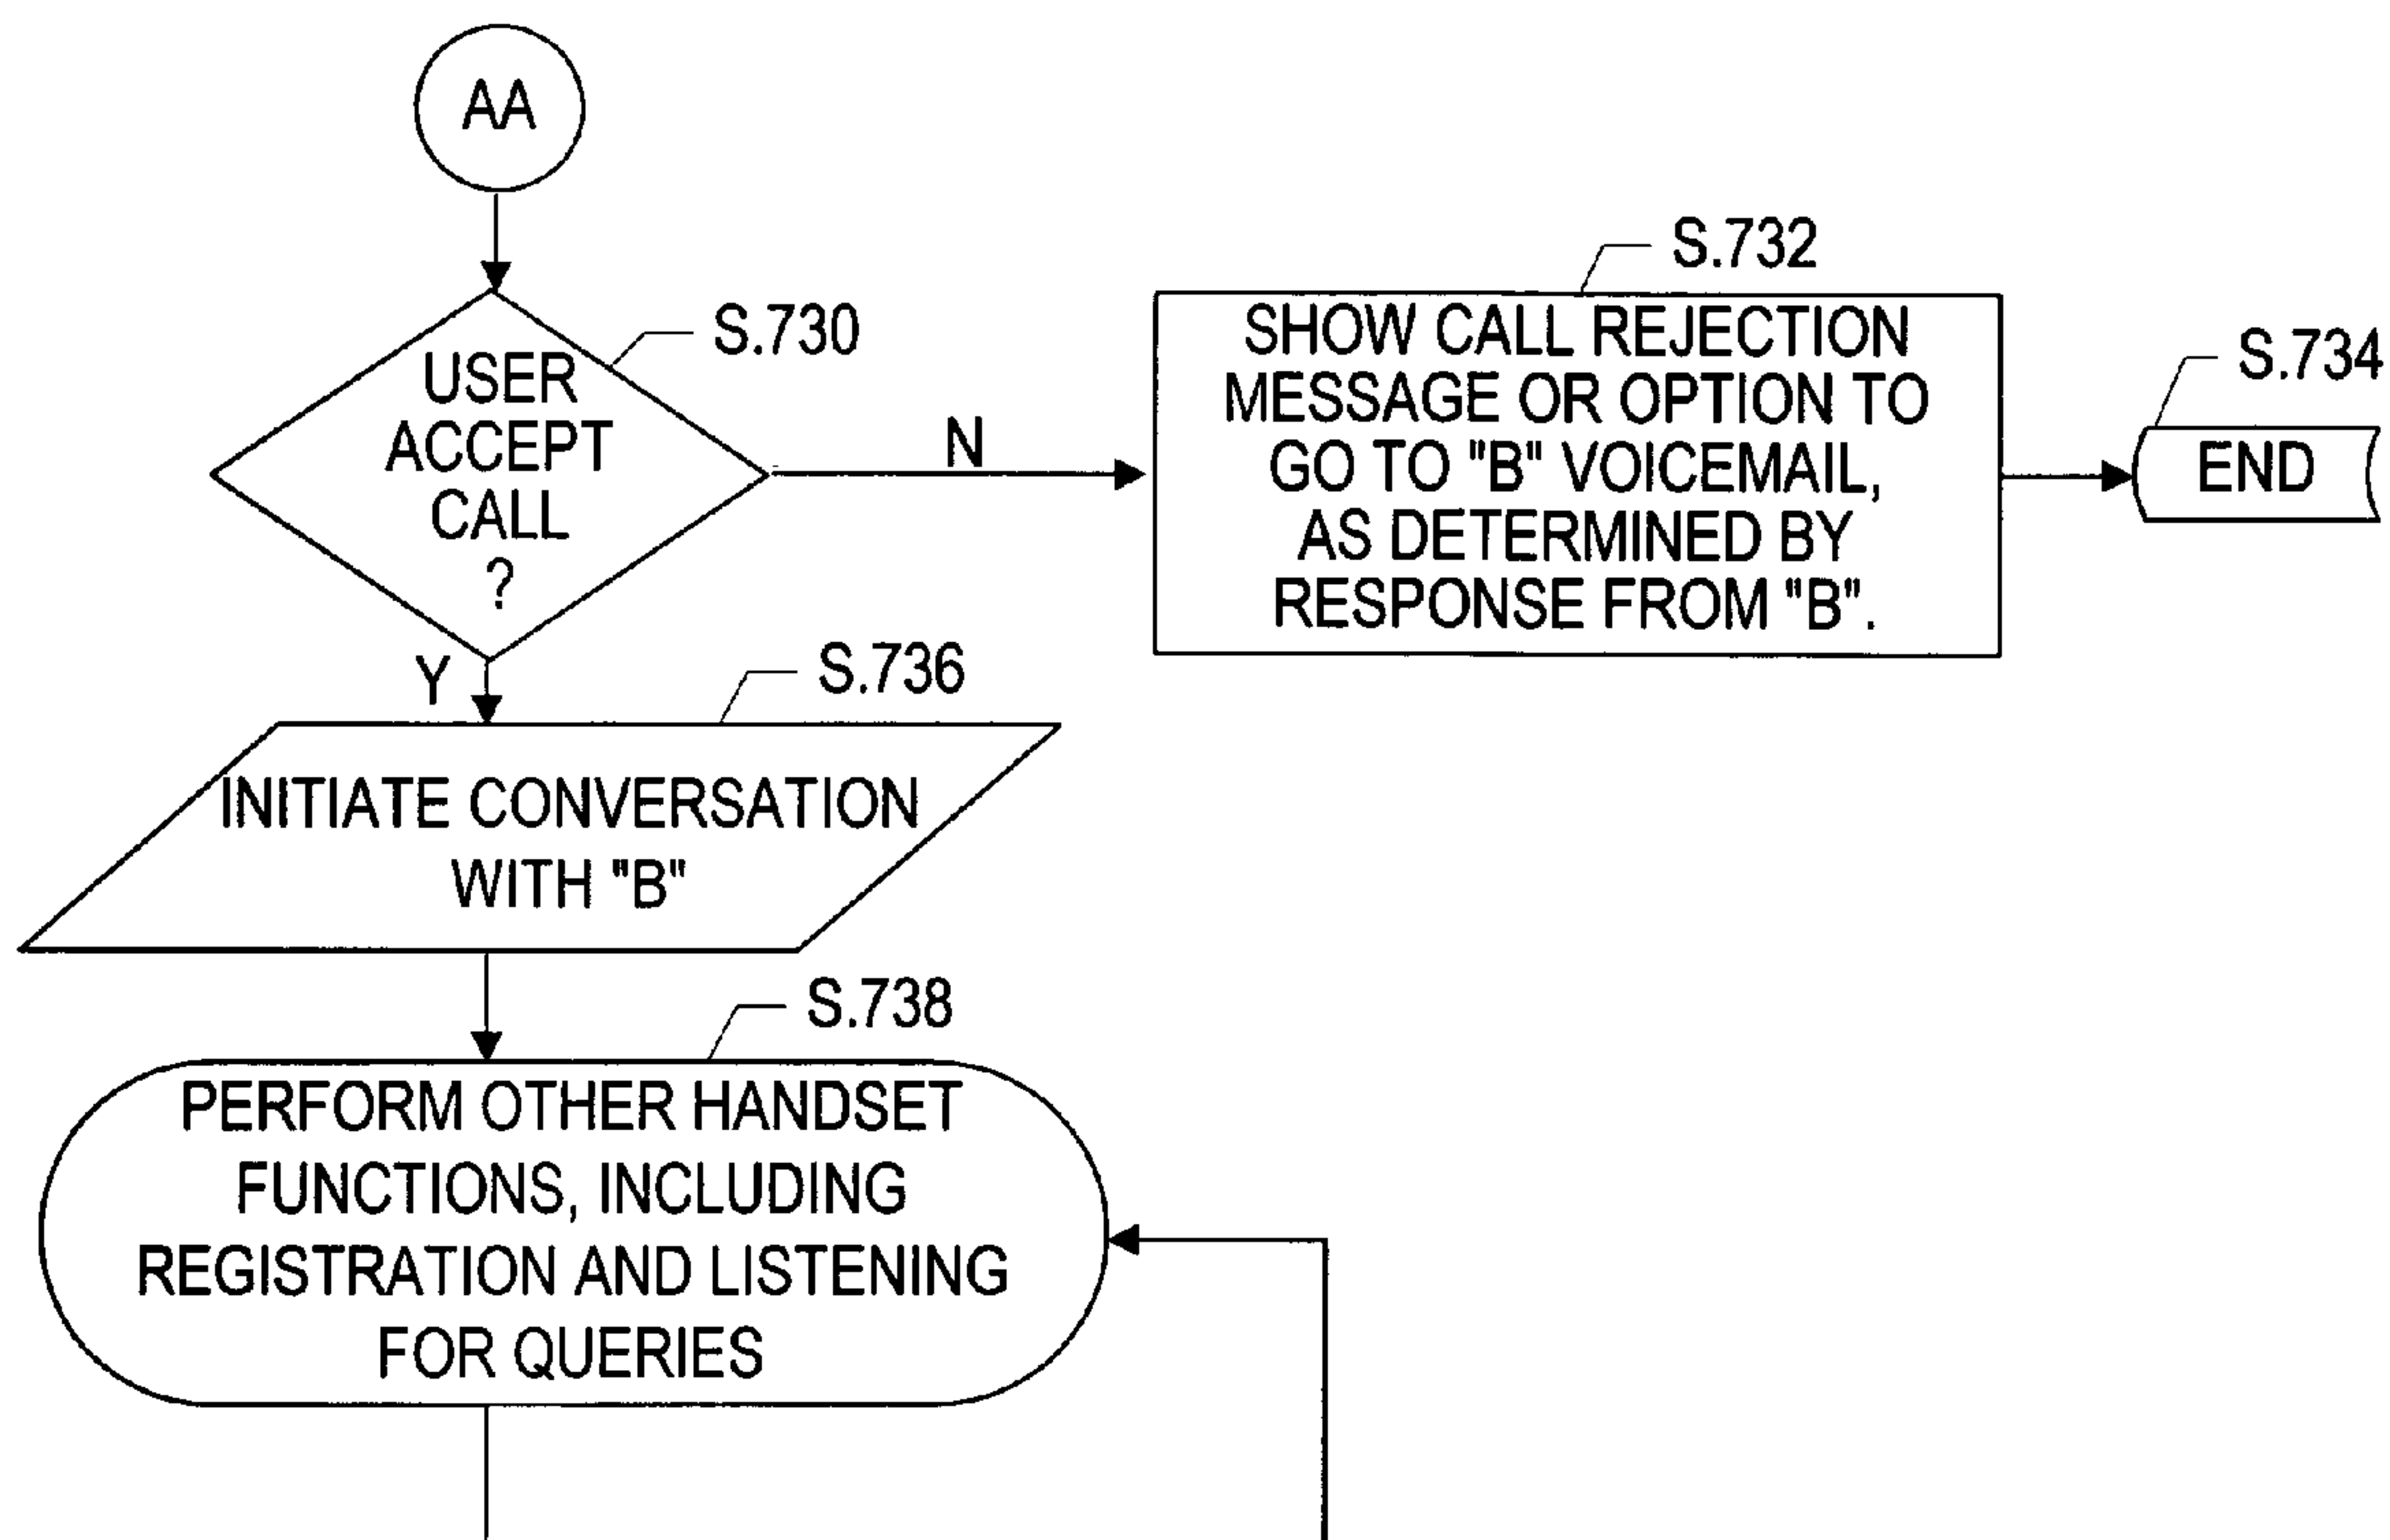 AA
S.730
USER
ACCEPT
CALL
?
N
Y
S.732
SHOW CALL REJECTION
MESSAGE OR OPTION TO
GO TO "B" VOICEMAIL,
AS DETERMINED BY
RESPONSE FROM "B".
S.734
END
S.736
INITIATE CONVERSATION
WITH "B"
S.738
PERFORM OTHER HANDSET
FUNCTIONS, INCLUDING
REGISTRATION AND LISTENING
FOR QUERIES